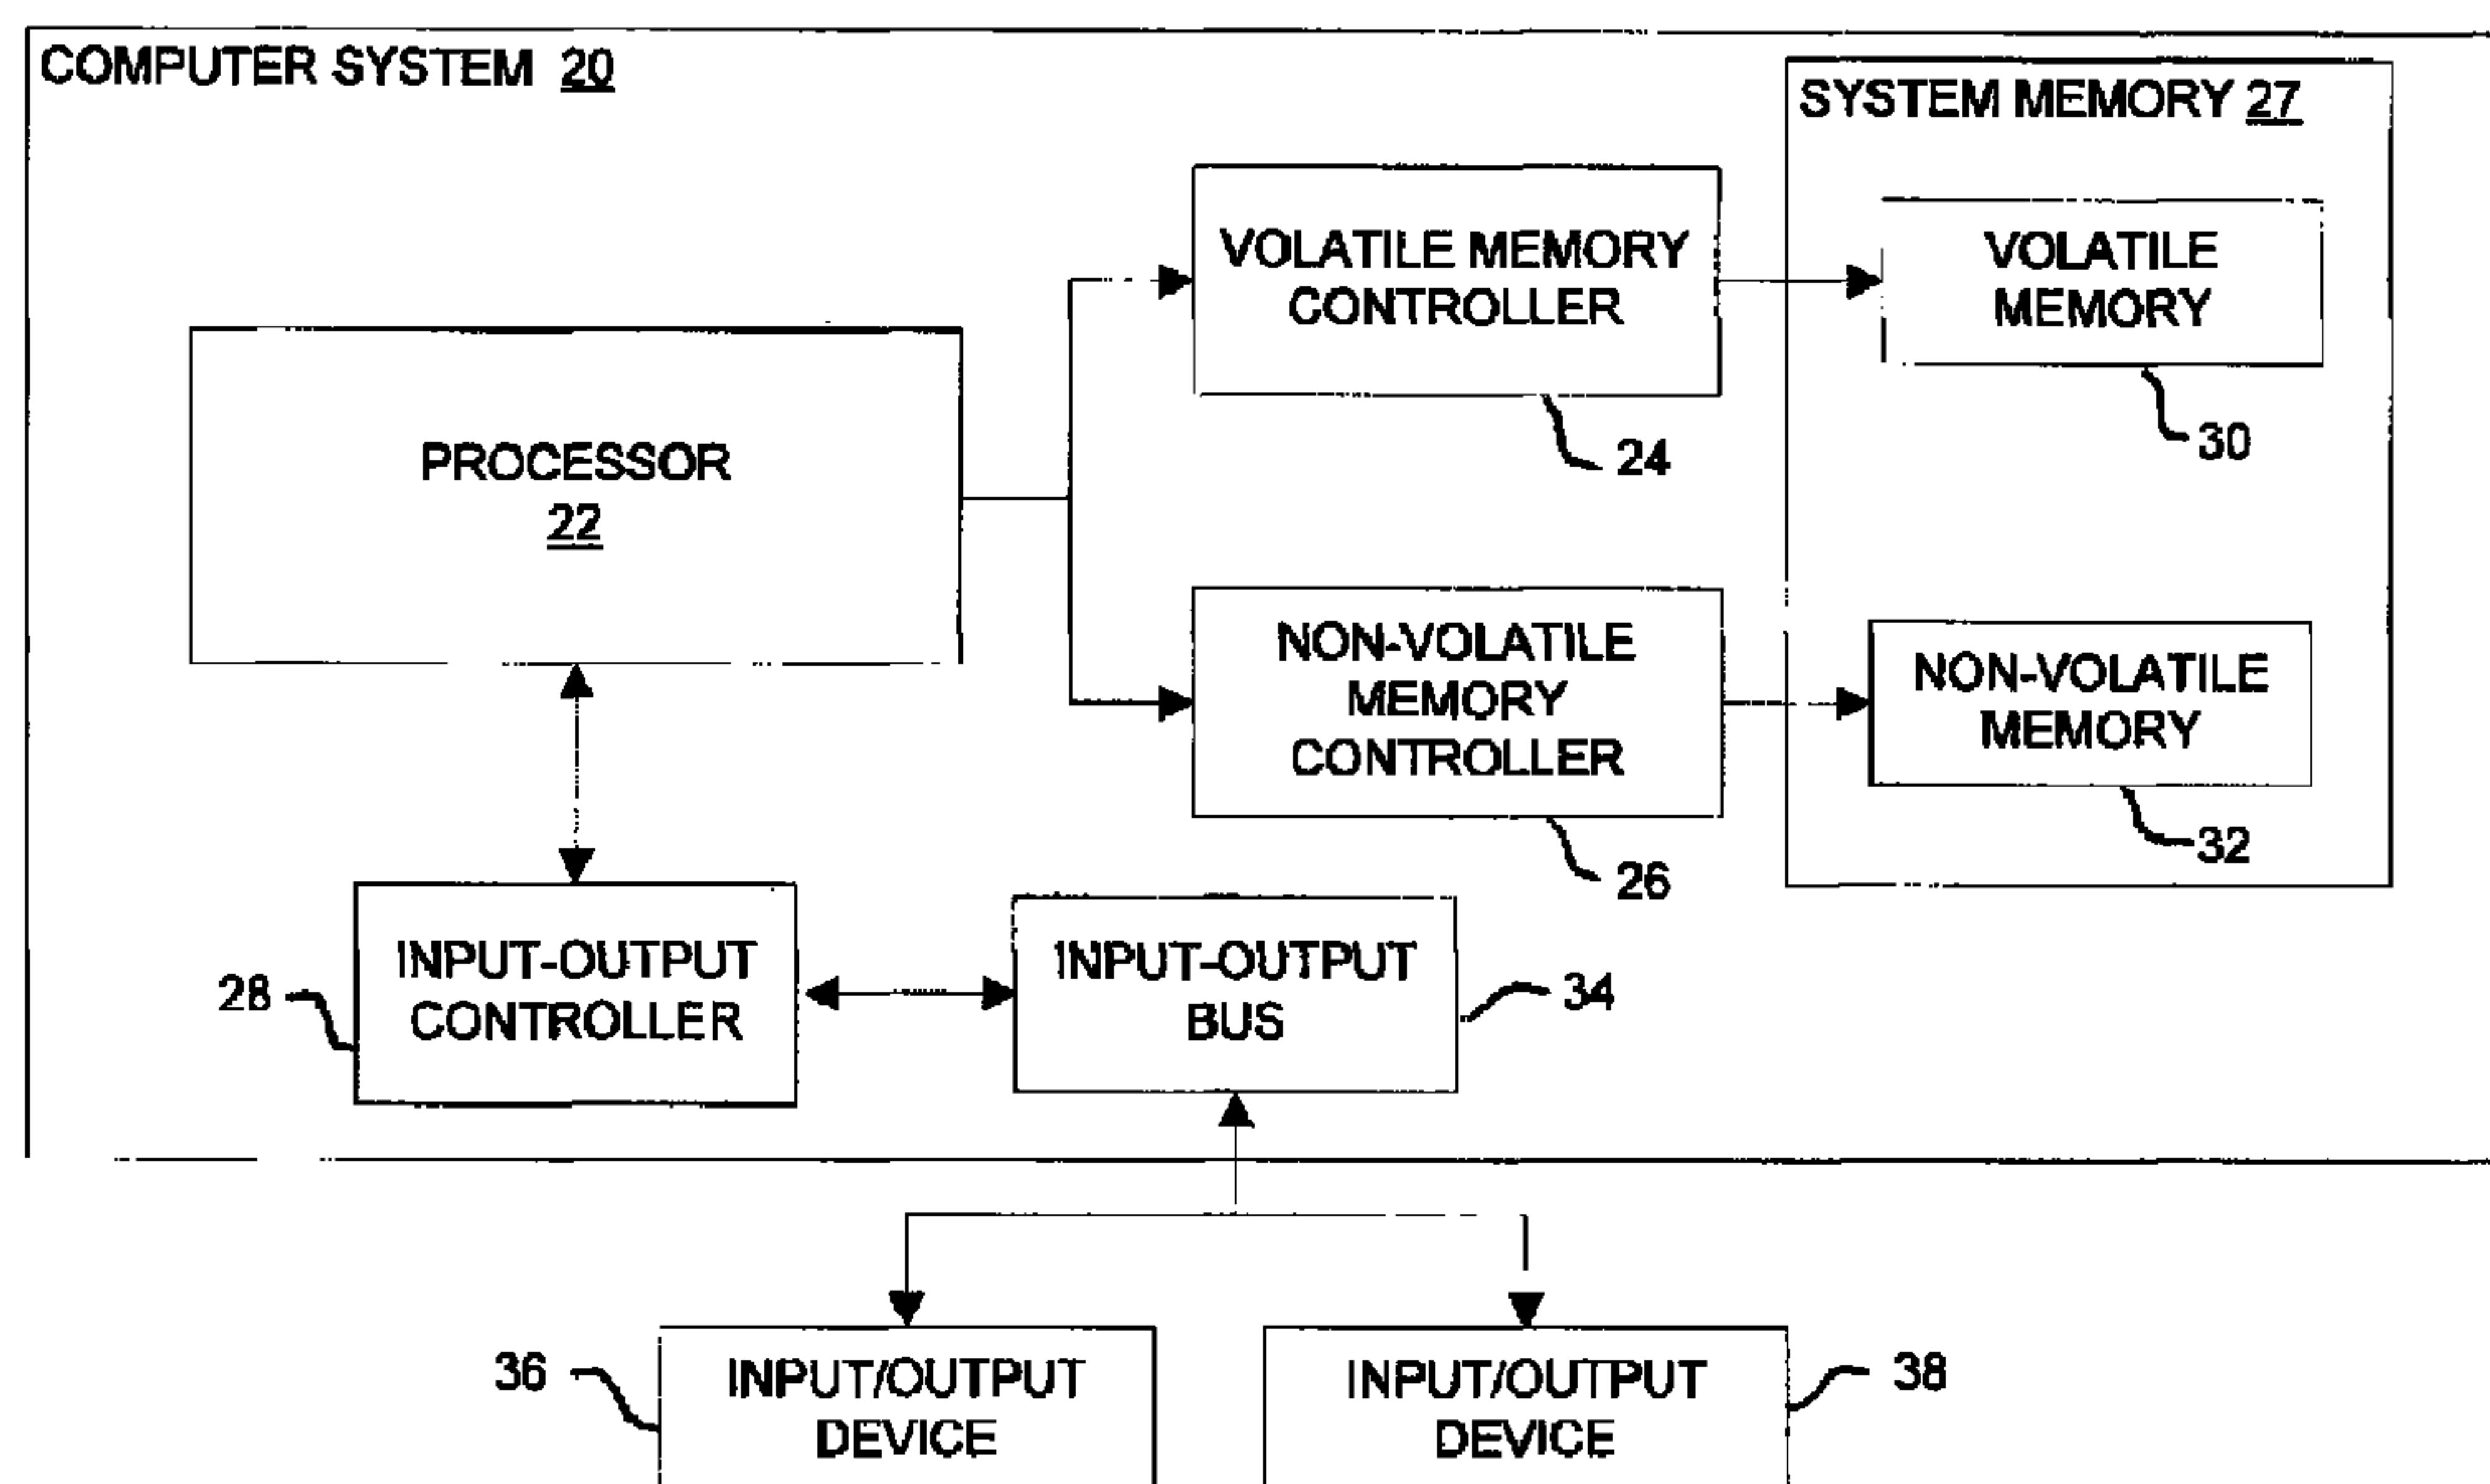 COMPUTER SYSTEM 20
SYSTEM MEMORY 27
VOLATILE MEMORY
CONTROLLER
24
VOLATILE
MEMORY
30
PROCESSOR
22
NON-VOLATILE
MEMORY
CONTROLLER
26
NON-VOLATILE
MEMORY
32
28
INPUT-OUTPUT
CONTROLLER
INPUT-OUTPUT
BUS
34
36
INPUT/OUTPUT
DEVICE
INPUT/OUTPUT
DEVICE
38